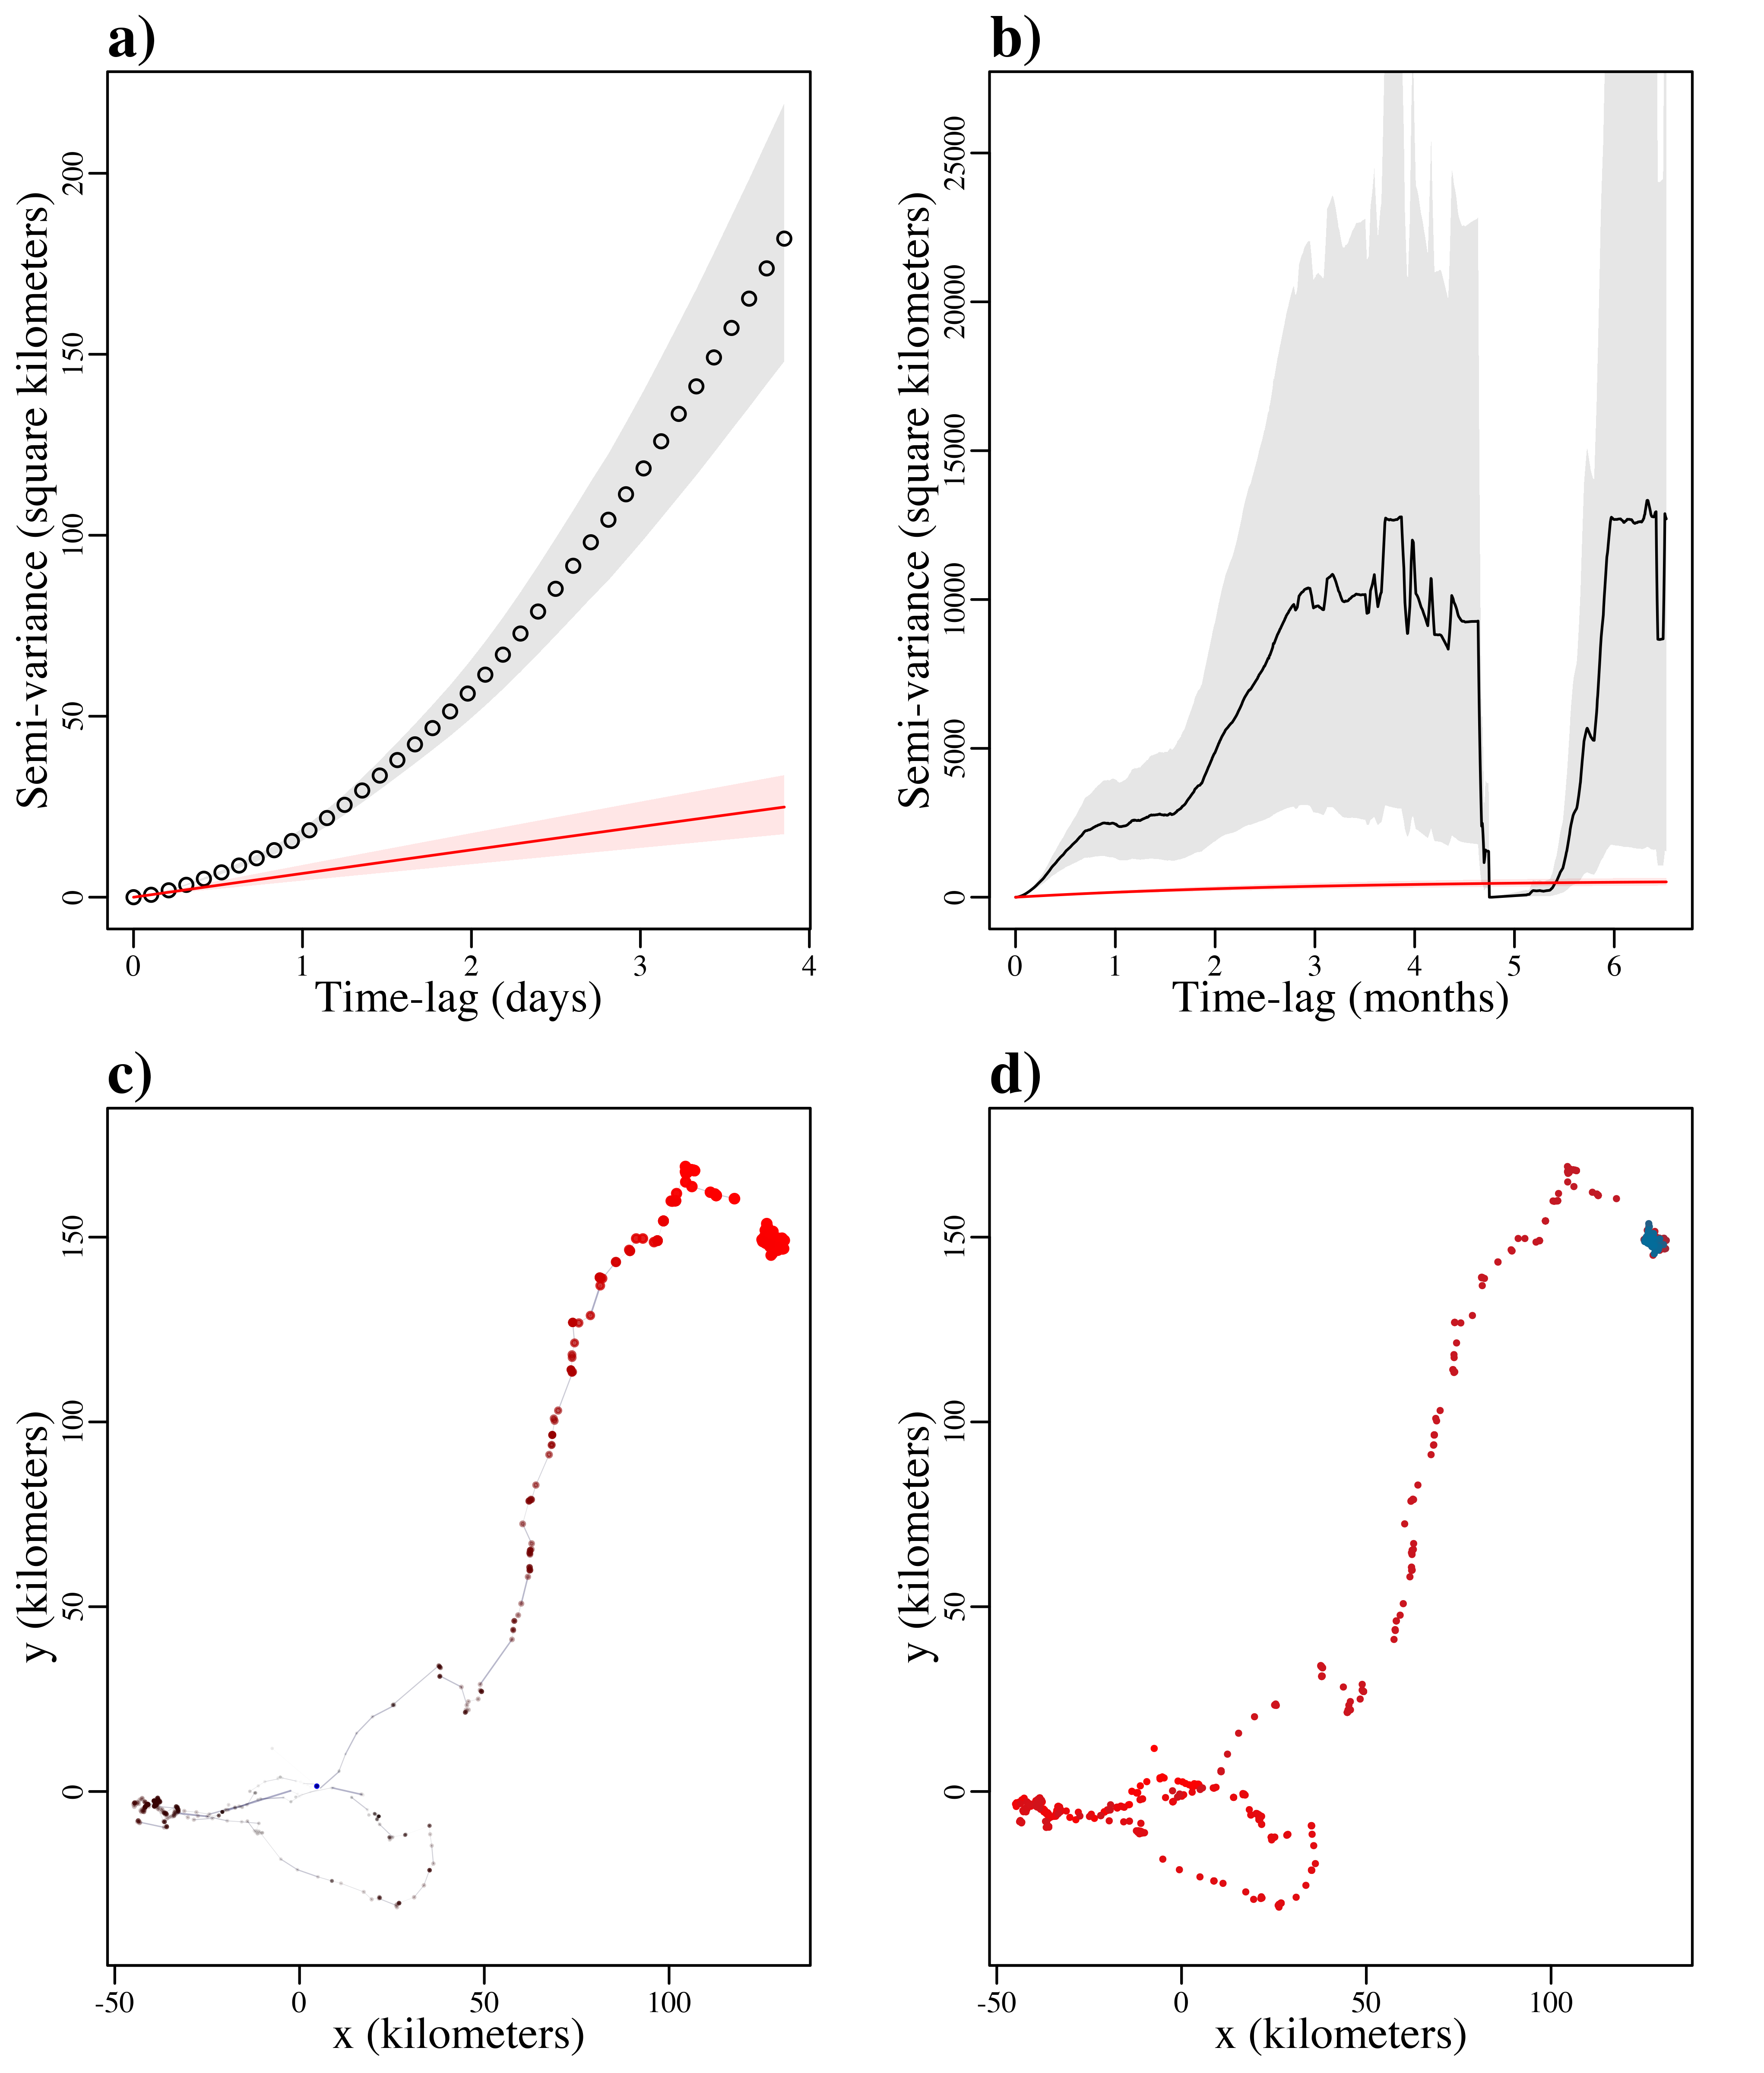 a)
Semi-variance (square kilometers)
200
150
100
50
0
0 1 2 3 4
Time-lag (days)
b)
Semi-variance (square kilometers)
25000
20000
15000
10000
5000
0
0 1 2 3 4 5 6
Time-lag (months)
c)
y (kilometers)
150
100
50
0
-50 0 50 100
x (kilometers)
d)
y (kilometers)
150
100
50
0
-50 0 50 100
x (kilometers)